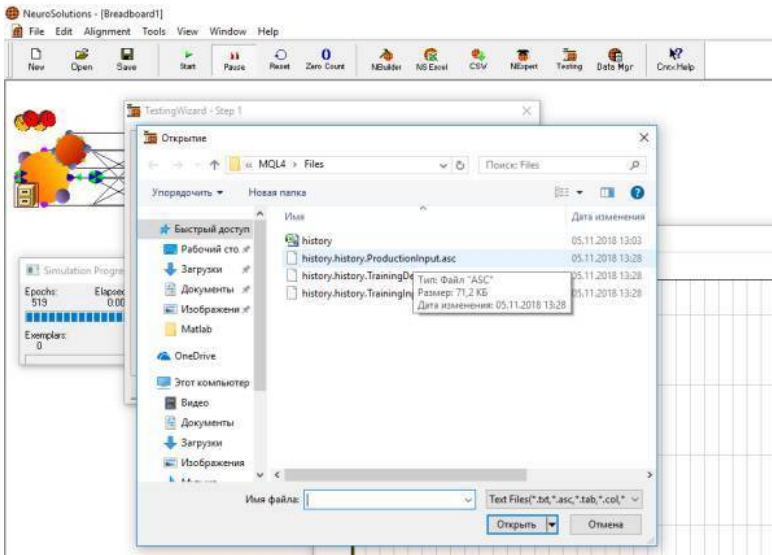 NeuroSolutions - [Breadboard1]
File Edit Alignment Tools View Window Help
New Open Save Start Pause Reset Zero Count NBuilder NS Excel CSV NExpert Testing Data Mgr Cntx.Help
0
TestingWizard - Step 1
Открытие
« MQL4 › Files
Поиск: Files
Упорядочить Новая папка
Имя Дата изменения
Быстрый доступ
Рабочий сто
Загрузки
Документы
Изображени
Matlab
OneDrive
Этот компьютер
Видео
Документы
Загрузки
Изображения
history 05.11.2018 13:03
history.history.ProductionInput.asc 05.11.2018 13:28
history.history.TrainingDe 05.11.2018 13:28
history.history.TrainingIn 05.11.2018 13:28
Тип: Файл "ASC"
Размер: 71,2 КБ
Дата изменения: 05.11.2018 13:28
Simulation Progre
Epochs: Elapsed
519 0:00
Exemplars:
0
Имя файла:
Text Files(*.txt,*.asc,*.tab,*.col,*
Открыть Отмена